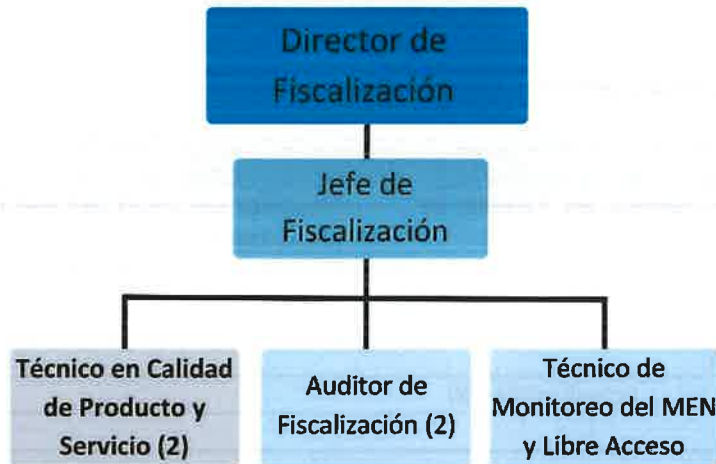 Director de
Fiscalización
Jefe de
Fiscalización
Técnico en Calidad
de Producto y
Servicio (2)
Auditor de
Fiscalización (2)
Técnico de
Monitoreo del MEN
y Libre Acceso